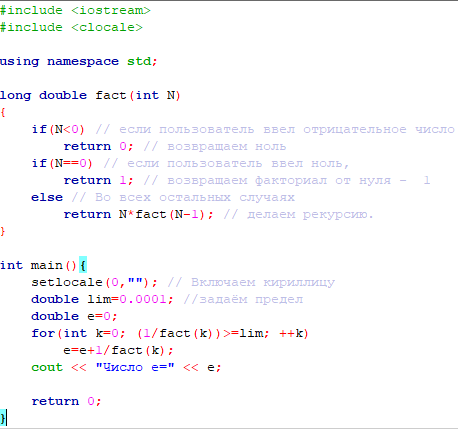 #include <iostream>
#include <clocale>
using namespace std;
long double fact(int N)
{
if(N<0) // если пользователь ввел отрицательное число
return 0; // возвращаем ноль
if(N==0) // если пользователь ввел ноль,
return 1; // возвращаем факториал от нуля - 1
else // Во всех остальных случаях
return N*fact(N-1); // делаем рекурсию.
}
int main(){
setlocale(0,""); // Включаем кириллицу
double lim=0.0001; //задаём предел
double e=0;
for(int k=0; (1/fact(k))>=lim; ++k)
e=e+1/fact(k);
cout << "Число e=" << e;
return 0;
}